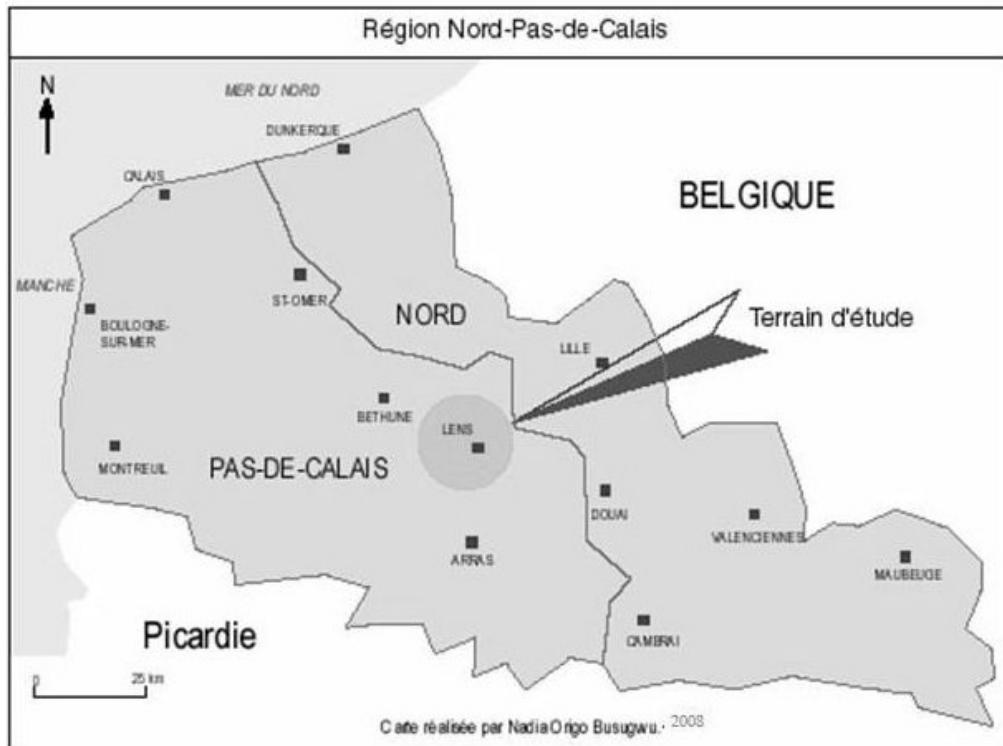 Région Nord-Pas-de-Calais
N
MER DU NORD
DUNKERQUE
CALAIS
BELGIQUE
MANCHE
ST-OMER
NORD
Terrain d'étude
BOULOGNE-
SUR-MER
LILLE
BETHUNE
LENS
MONTREUIL
PAS-DE-CALAIS
DOUAI
VALENCIENNES
ARRAS
MAUBEUGE
Picardie
CAMBRAI
0 25 km
Carte réalisée par Nadia Origo Busugwu. 2008